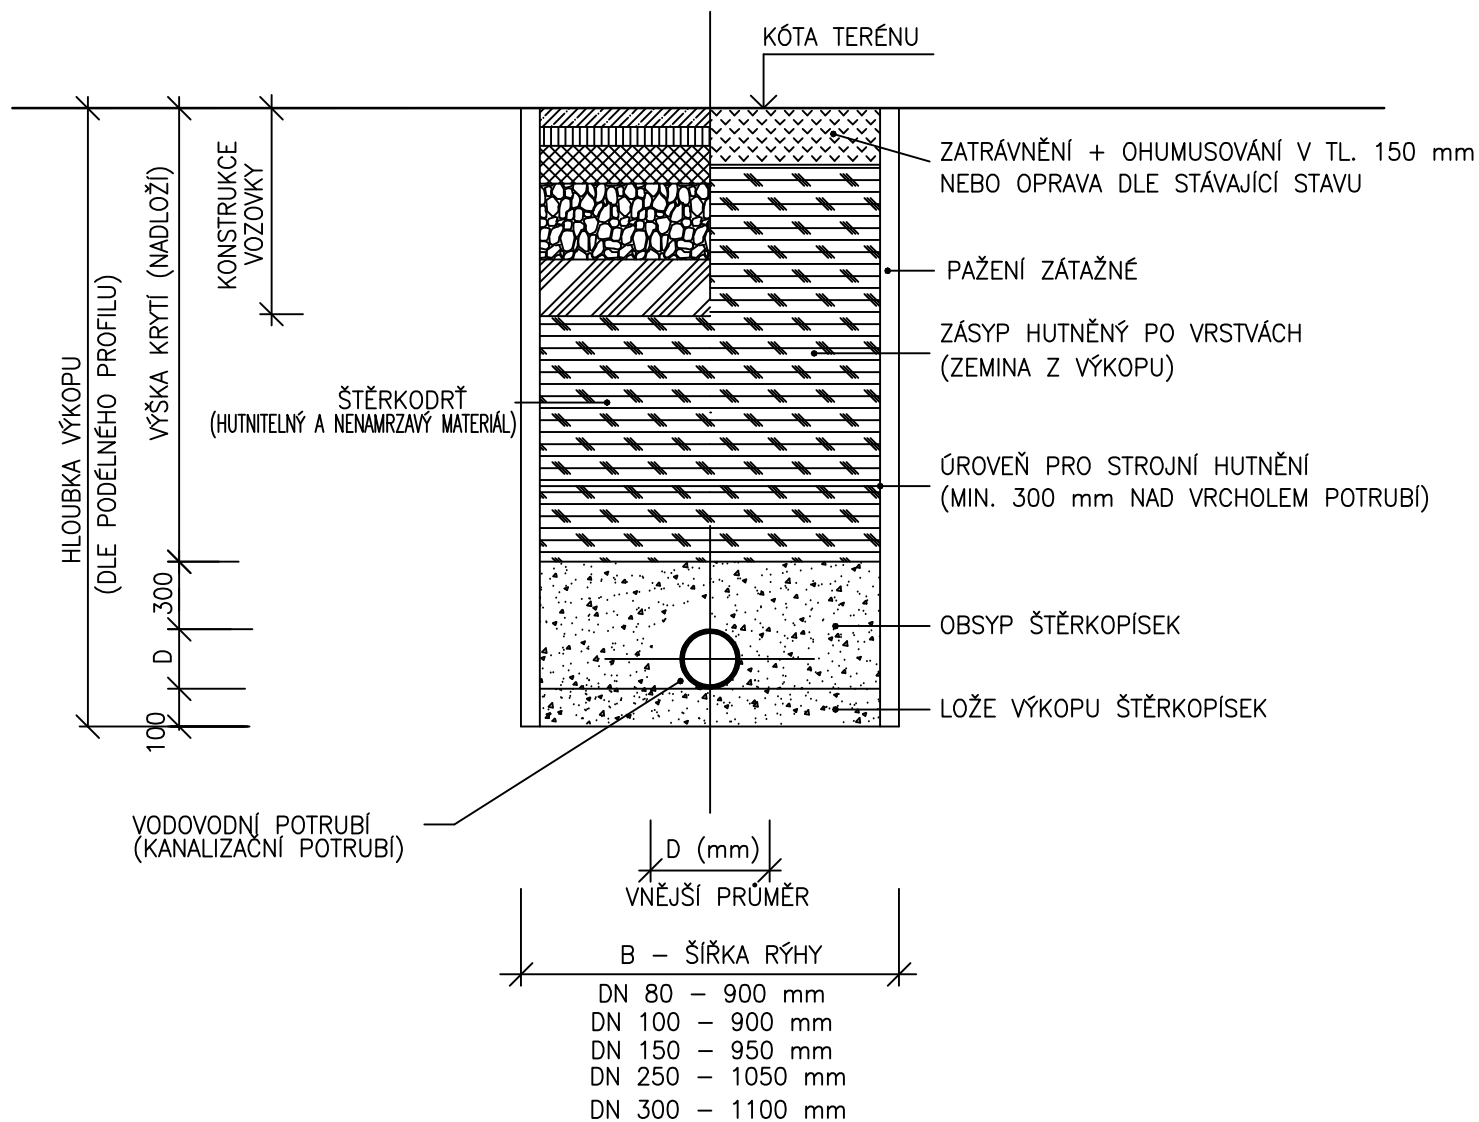 KÓTA TERÉNU
ZATRÁVNĚNÍ + OHUMUSOVÁNÍ V TL. 150 mm
NEBO OPRAVA DLE STÁVAJÍCÍ STAVU
PAŽENÍ ZÁTAŽNÉ
ZÁSYP HUTNĚNÝ PO VRSTVÁCH
(ZEMINA Z VÝKOPU)
ÚROVEŇ PRO STROJNÍ HUTNĚNÍ
(MIN. 300 mm NAD VRCHOLEM POTRUBÍ)
OBSYP ŠTĚRKOPÍSEK
LOŽE VÝKOPU ŠTĚRKOPÍSEK
HLOUBKA VÝKOPU
(DLE PODÉLNÉHO PROFILU)
VÝŠKA KRYTÍ (NADLOŽÍ)
300
D
100
KONSTRUKCE
VOZOVKY
ŠTĚRKODRŤ
(HUTNITELNÝ A NENAMRZAVÝ MATERIÁL)
VODOVODNÍ POTRUBÍ
(KANALIZAČNÍ POTRUBÍ)
D (mm)
VNĚJŠÍ PRŮMĚR
B – ŠÍŘKA RÝHY
DN 80 – 900 mm
DN 100 – 900 mm
DN 150 – 950 mm
DN 250 – 1050 mm
DN 300 – 1100 mm